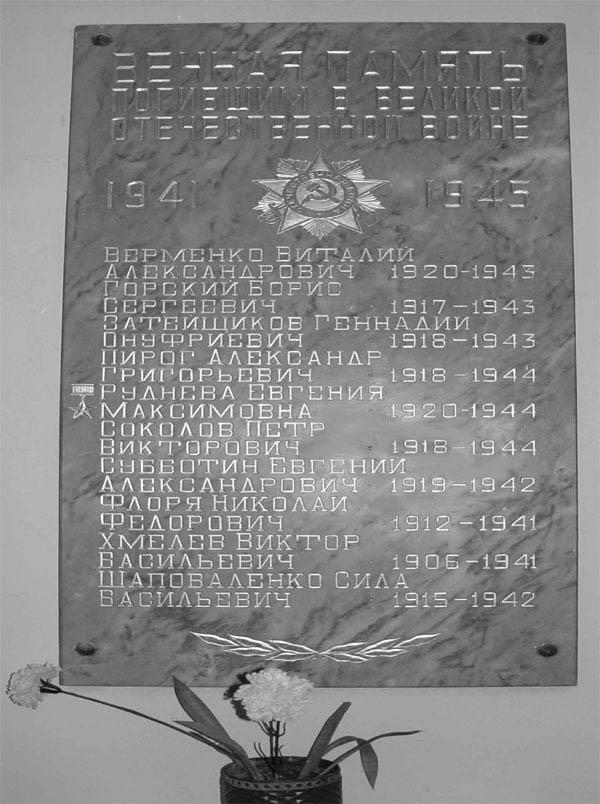 ВЕЧНАЯ ПАМЯТЬ
ПОГИБШИМ В ВЕЛИКОЙ
ОТЕЧЕСТВЕННОЙ ВОЙНЕ
1941 1945
ВЕРМЕНКО ВИТАЛИЙ
АЛЕКСАНДРОВИЧ · 1920-1943
ГОРСКИЙ БОРИС
СЕРГЕЕВИЧ · 1917-1943
ЗАТЕЙЩИКОВ ГЕННАДИЙ
ОНУФРИЕВИЧ · 1918-1943
ПИРОГ АЛЕКСАНДР
ГРИГОРЬЕВИЧ · 1918-1944
РУДНЕВА ЕВГЕНИЯ
МАКСИМОВНА · 1920-1944
СОКОЛОВ ПЕТР
ВИКТОРОВИЧ · 1918-1944
СУББОТИН ЕВГЕНИЙ
АЛЕКСАНДРОВИЧ · 1919-1942
ФЛОРЯ НИКОЛАЙ
ФЕДОРОВИЧ · 1912-1941
ХМЕЛЕВ ВИКТОР
ВАСИЛЬЕВИЧ · 1906-1941
ШАПОВАЛЕНКО СИЛА
ВАСИЛЬЕВИЧ · 1915-1942